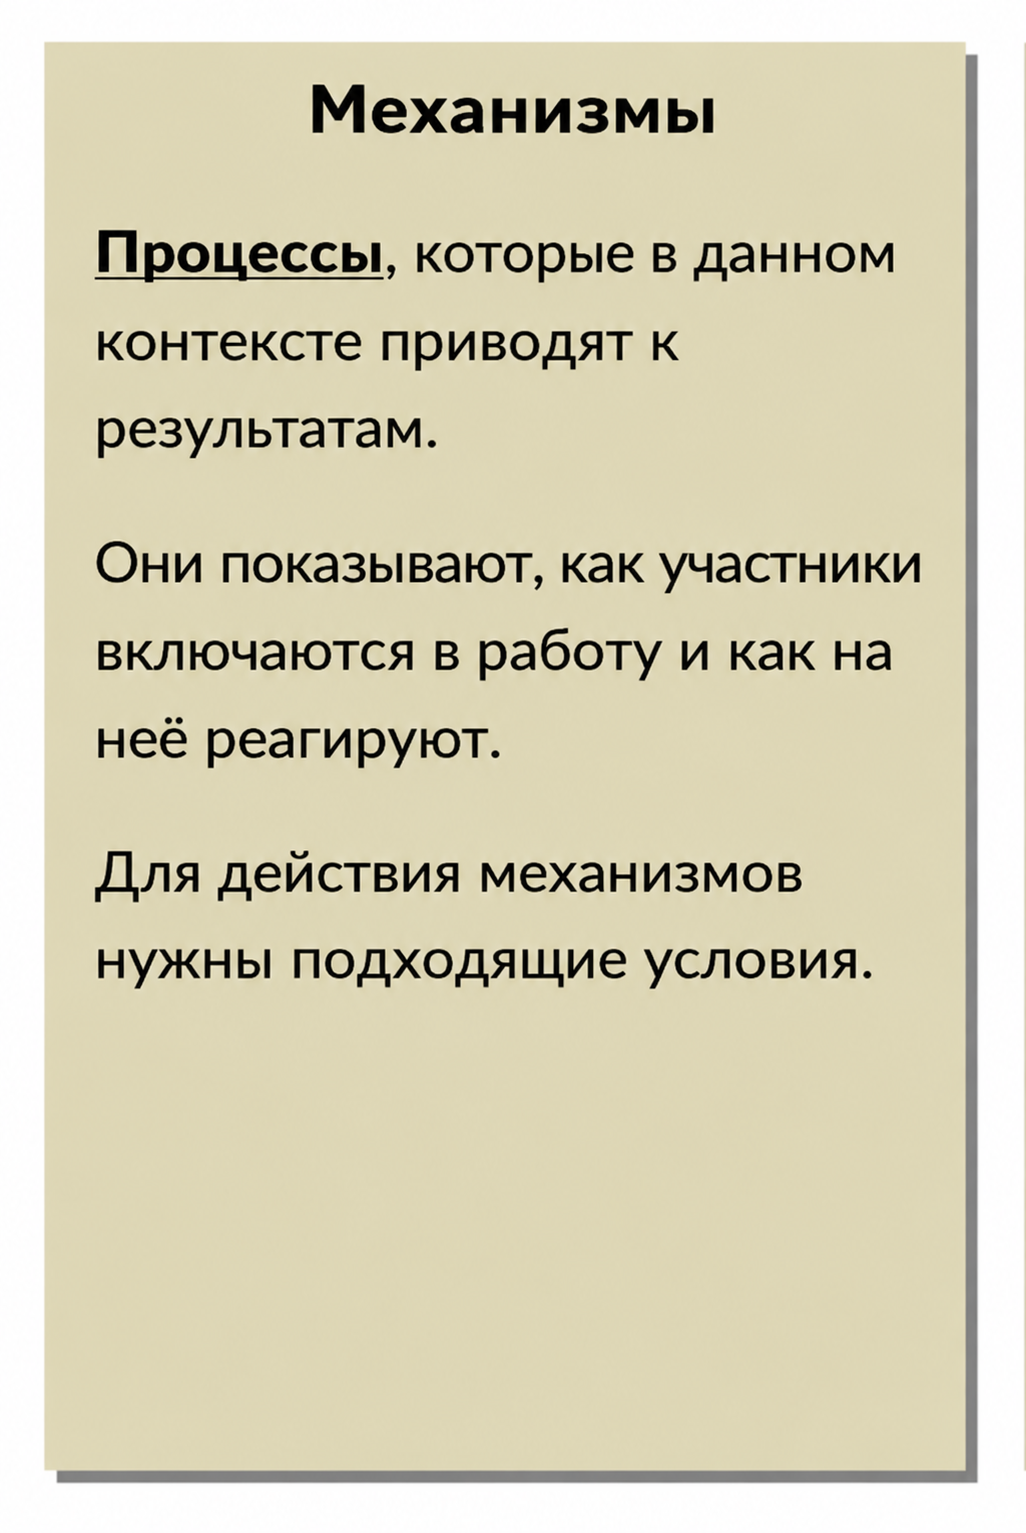 Механизмы
Процессы, которые в данном
контексте приводят к
результатам.
Они показывают, как участники
включаются в работу и как на
неё реагируют.
Для действия механизмов
нужны подходящие условия.